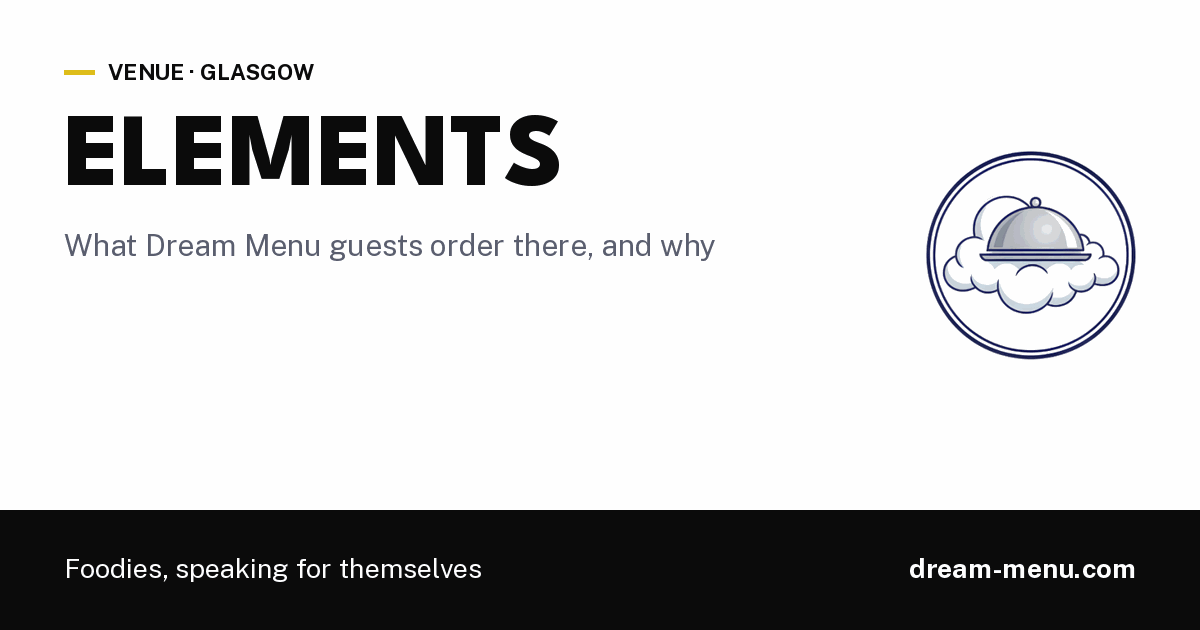 VENUE · GLASGOW
ELEMENTS
What Dream Menu guests order there, and why
Foodies, speaking for themselves
dream-menu.com